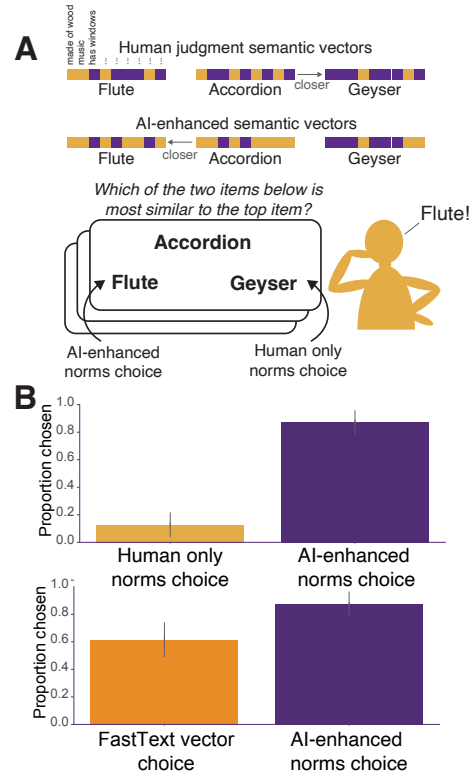 A
made of wood
music
has windows
...
...
...
...
...
...
Human judgment semantic vectors
Flute
Accordion
closer
Geyser
AI-enhanced semantic vectors
Flute
closer
Accordion
Geyser
Which of the two items below is
most similar to the top item?
Flute!
Accordion
Flute
Geyser
AI-enhanced
norms choice
Human only
norms choice
B
Proportion chosen
1.0
0.8
0.6
0.4
0.2
0.0
Human only
norms choice
AI-enhanced
norms choice
Proportion chosen
1.0
0.8
0.6
0.4
0.2
0.0
FastText vector
choice
AI-enhanced
norms choice